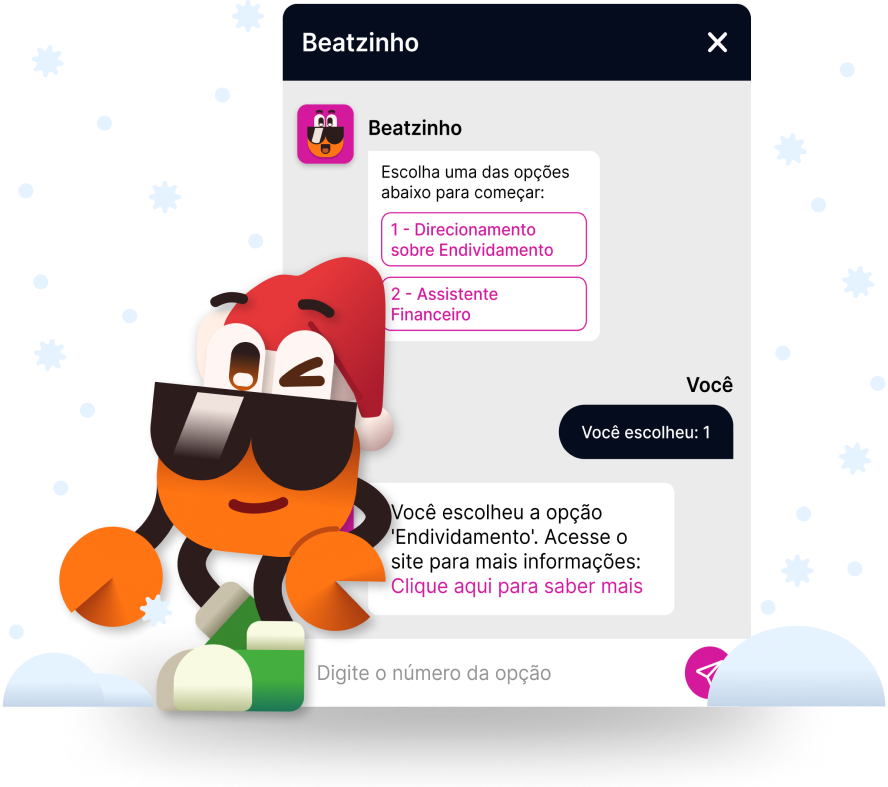 Beatzinho
Beatzinho
Escolha uma das opções
abaixo para começar:
1 - Direcionamento
sobre Endividamento
2 - Assistente
Financeiro
Você
Você escolheu: 1
Você escolheu a opção
'Endividamento'. Acesse o
site para mais informações:
Clique aqui para saber mais
Digite o número da opção